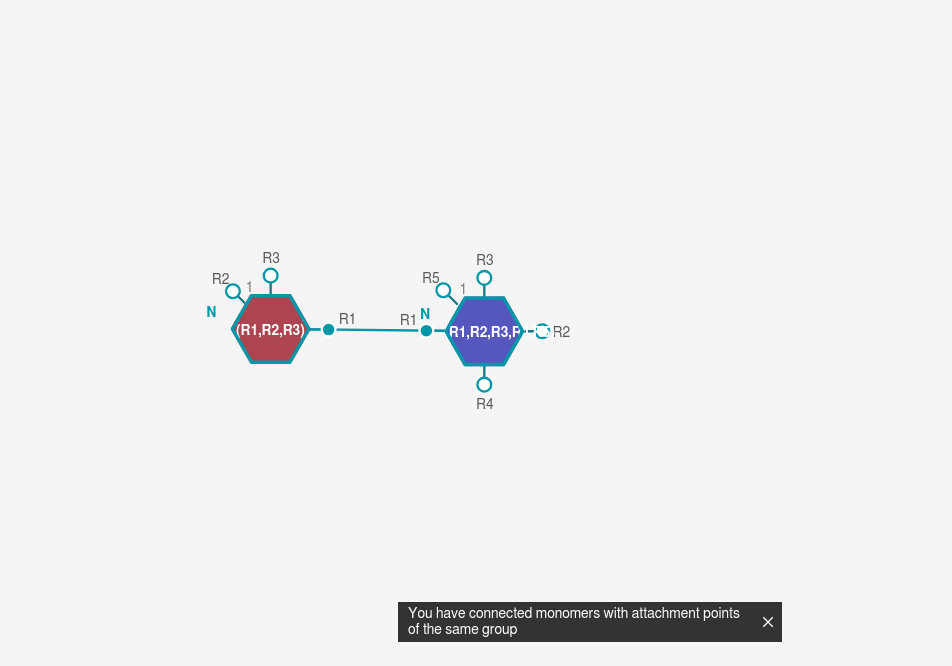 R3
R2
1
N
(R1,R2,R3)
R1
R3
R5
1
R1
N
R1,R2,R3,
R2
R4
You have connected monomers with attachment points
of the same group